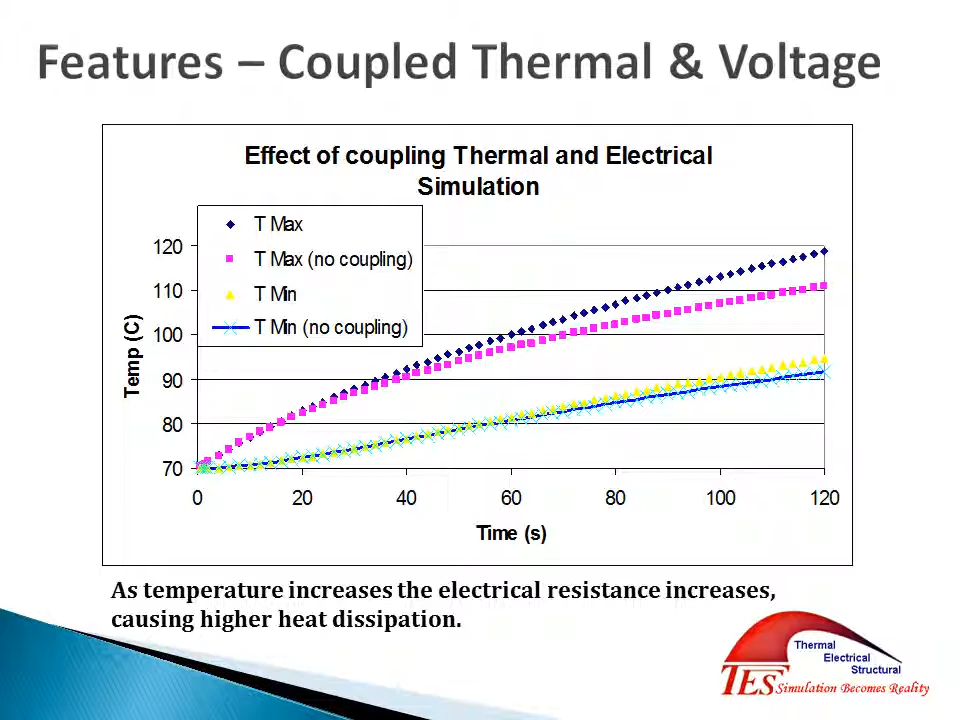 Features – Coupled Thermal & Voltage
Effect of coupling Thermal and Electrical
Simulation
T Max
T Max (no coupling)
T Min
T Min (no coupling)
Temp (C)
120
110
100
90
80
70
0 20 40 60 80 100 120
Time (s)
As temperature increases the electrical resistance increases,
causing higher heat dissipation.
Thermal
Electrical
Structural
TES Simulation Becomes Reality